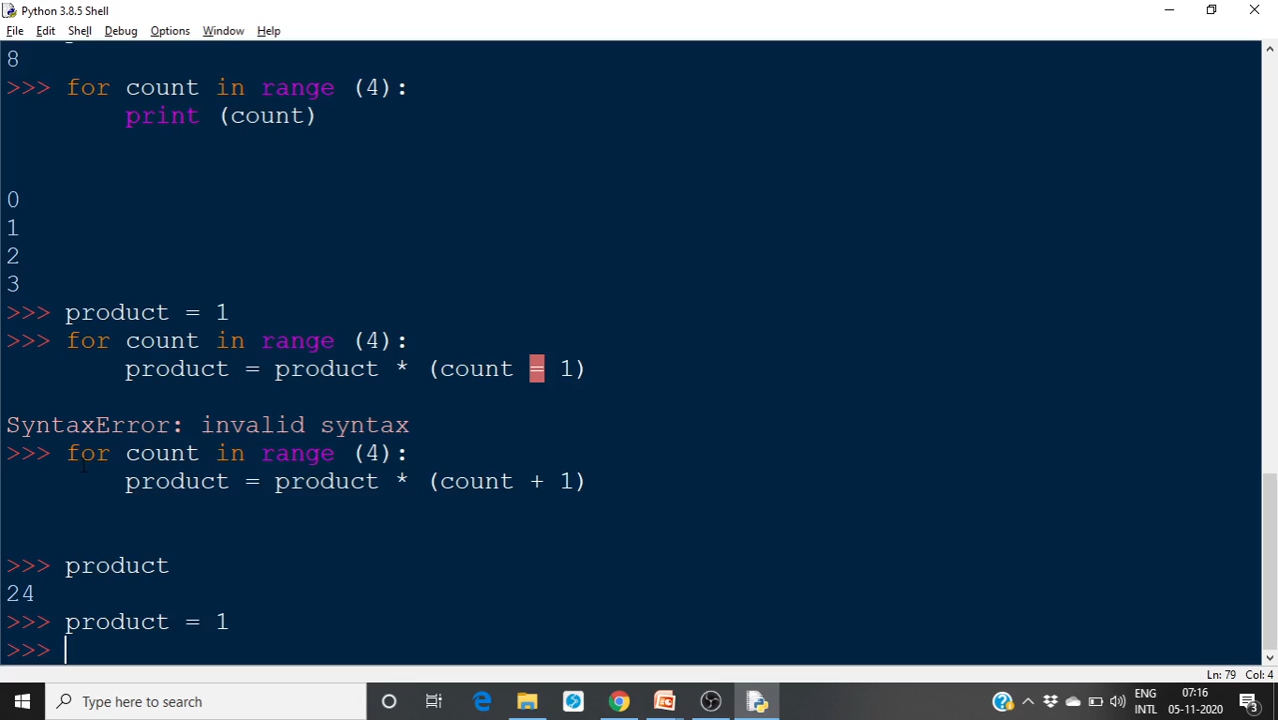 Python 3.8.5 Shell
File Edit Shell Debug Options Window Help
8
>>> for count in range (4):
        print (count)
0
1
2
3
>>> product = 1
>>> for count in range (4):
        product = product * (count = 1)
SyntaxError: invalid syntax
>>> for count in range (4):
        product = product * (count + 1)
>>> product
24
>>> product = 1
>>>
Ln: 79 Col: 4
Type here to search
ENG
INTL
07:16
05-11-2020
3